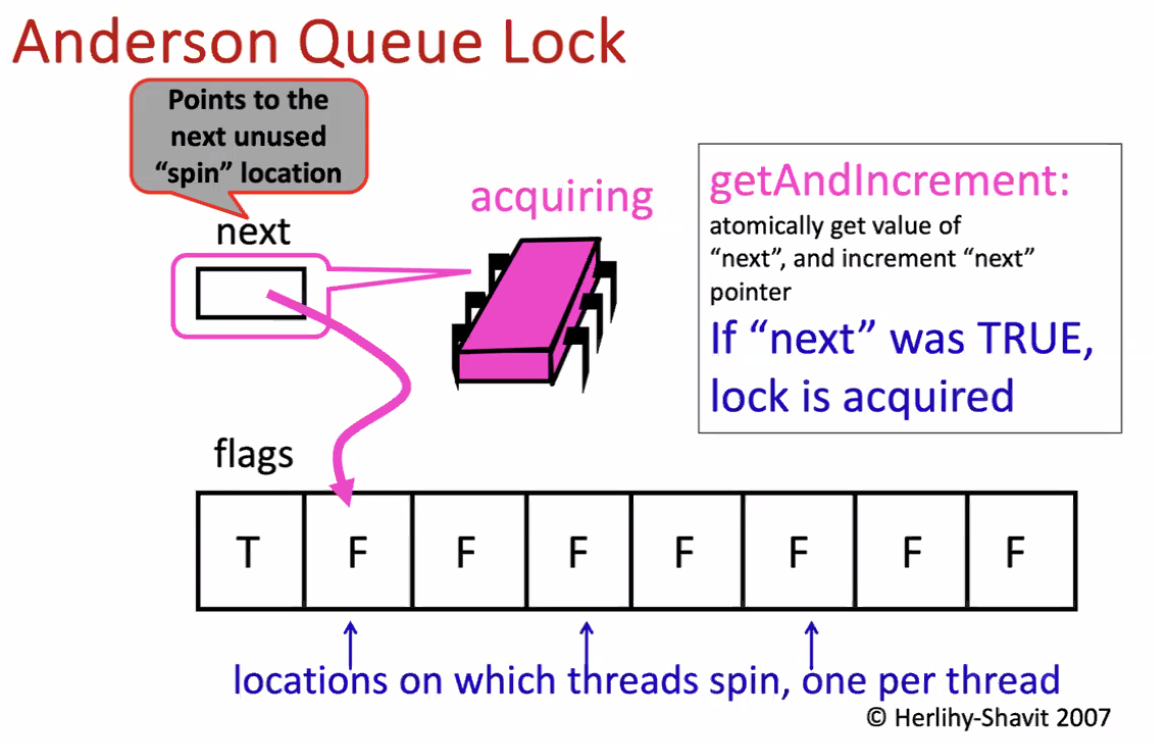 Anderson Queue Lock
Points to the
next unused
“spin” location
next
acquiring
getAndIncrement:
atomically get value of
“next”, and increment “next”
pointer
If “next” was TRUE,
lock is acquired
flags
T F F F F F F F
locations on which threads spin, one per thread
© Herlihy-Shavit 2007